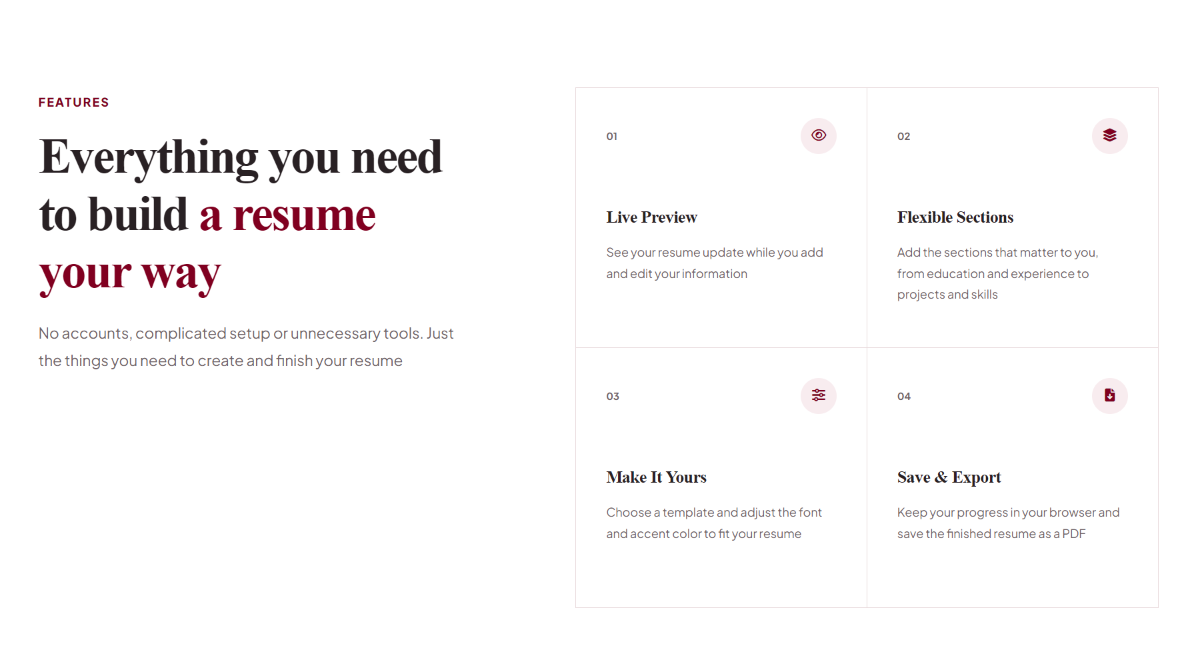 FEATURES
Everything you need
to build a resume
your way
No accounts, complicated setup or unnecessary tools. Just
the things you need to create and finish your resume
01
Live Preview
See your resume update while you add
and edit your information
02
Flexible Sections
Add the sections that matter to you,
from education and experience to
projects and skills
03
Make It Yours
Choose a template and adjust the font
and accent color to fit your resume
04
Save & Export
Keep your progress in your browser and
save the finished resume as a PDF